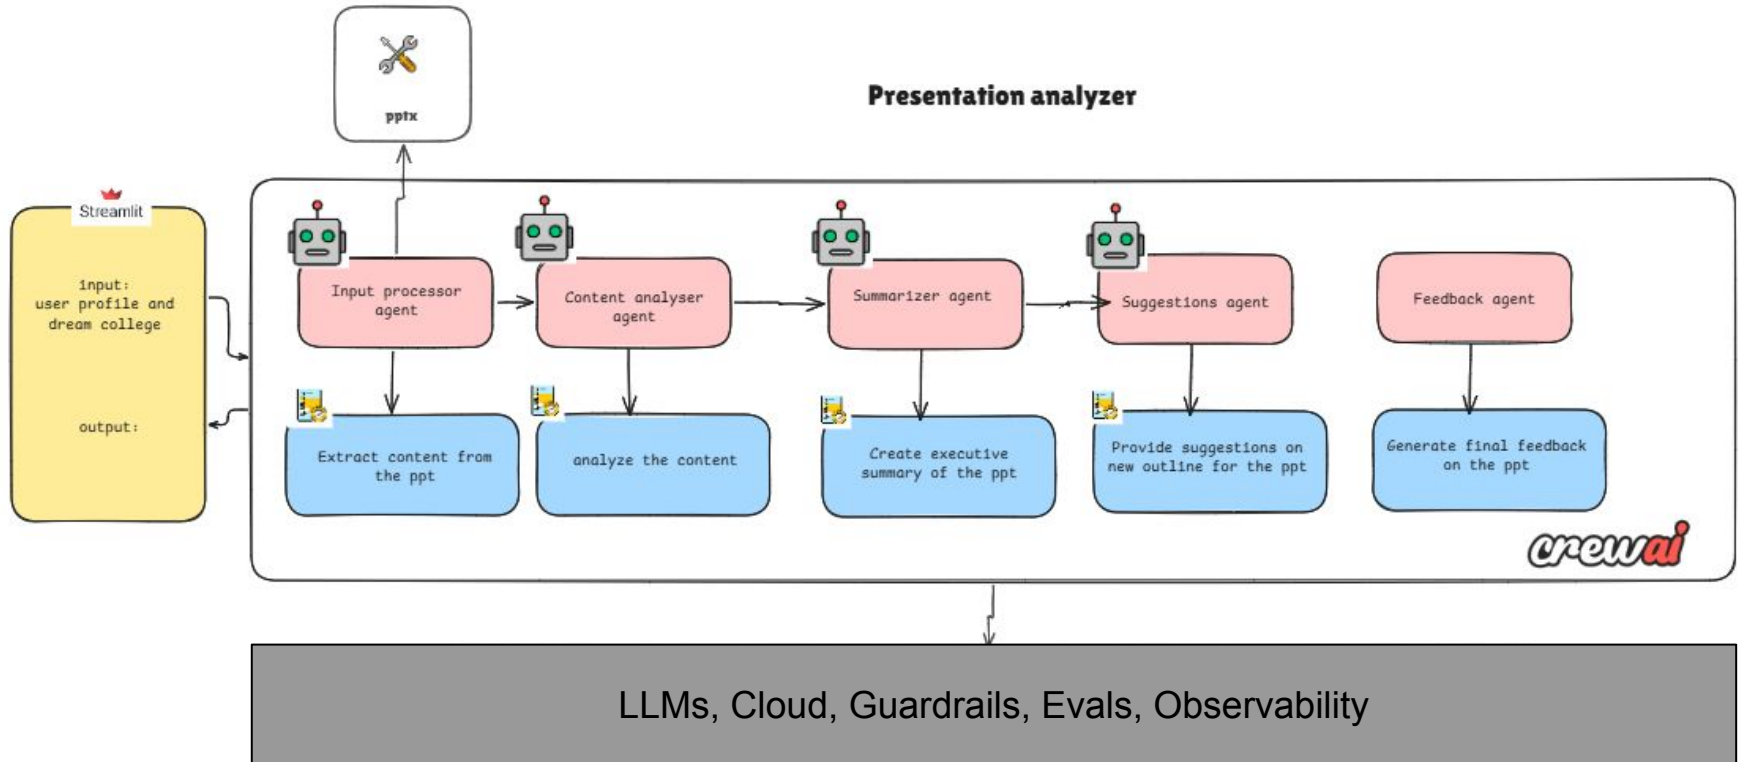 pptx
Presentation analyzer
Streamlit
input:
user profile and
dream college
output:
Input processor
agent
Content analyser
agent
Summarizer agent
Suggestions agent
Feedback agent
Extract content from
the ppt
analyze the content
Create executive
summary of the ppt
Provide suggestions on
new outline for the ppt
Generate final feedback
on the ppt
crewai
LLMs, Cloud, Guardrails, Evals, Observability